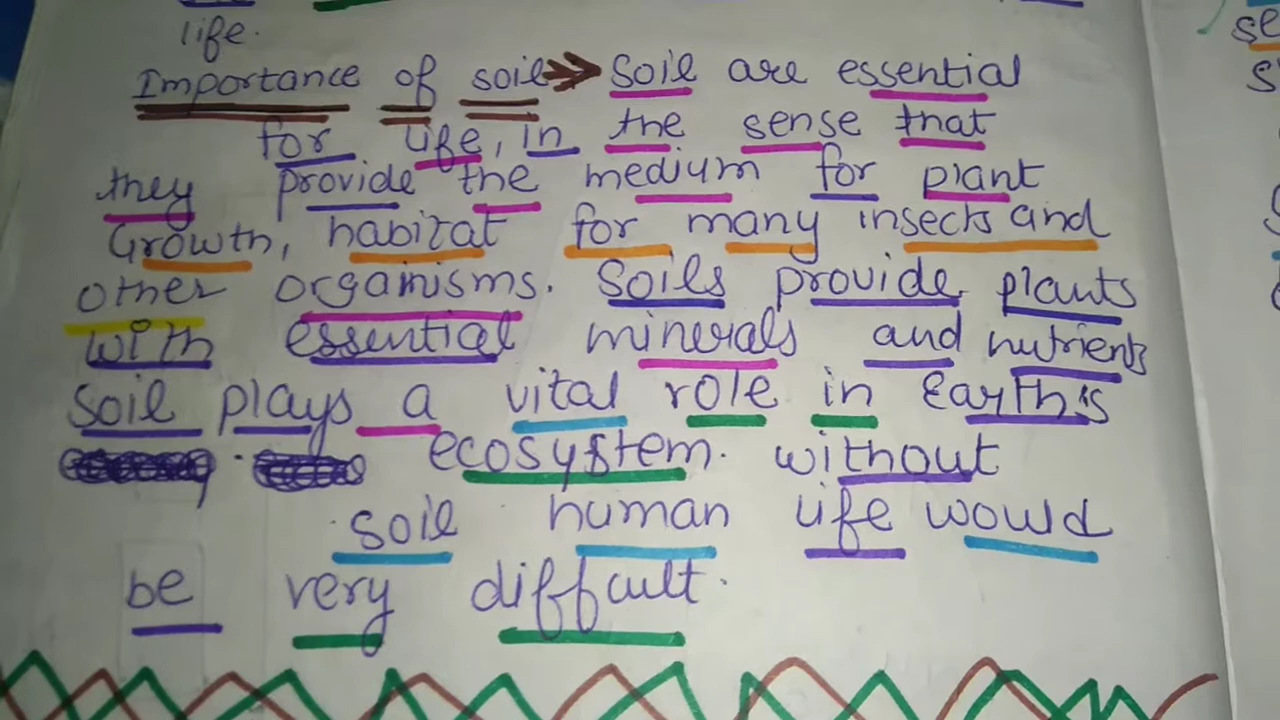 life.
Importance of soil Soil are essential
for life, in the sense that
they provide the medium for plant
Growth, habitat for many insects and
other organisms. Soils provide plants
with essential minerals and nutrients
Soil plays a vital role in Earth's
ecosystem. without
soil human life would
be very difficult.
se